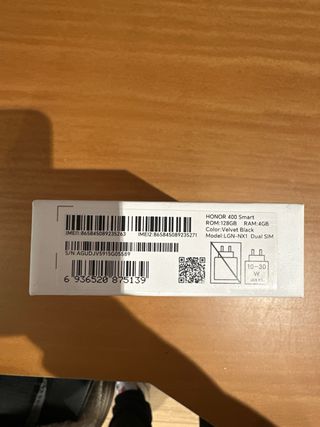 HONOR 400 Smart
ROM:128GB RAM:4GB
Color:Velvet Black
Model:LGN-NX1 Dual SIM
IMEI1:865845089235263 IMEI2:865845089235271
S/N:AGUDJV5915G05559
6 936520 875139
10–30
W